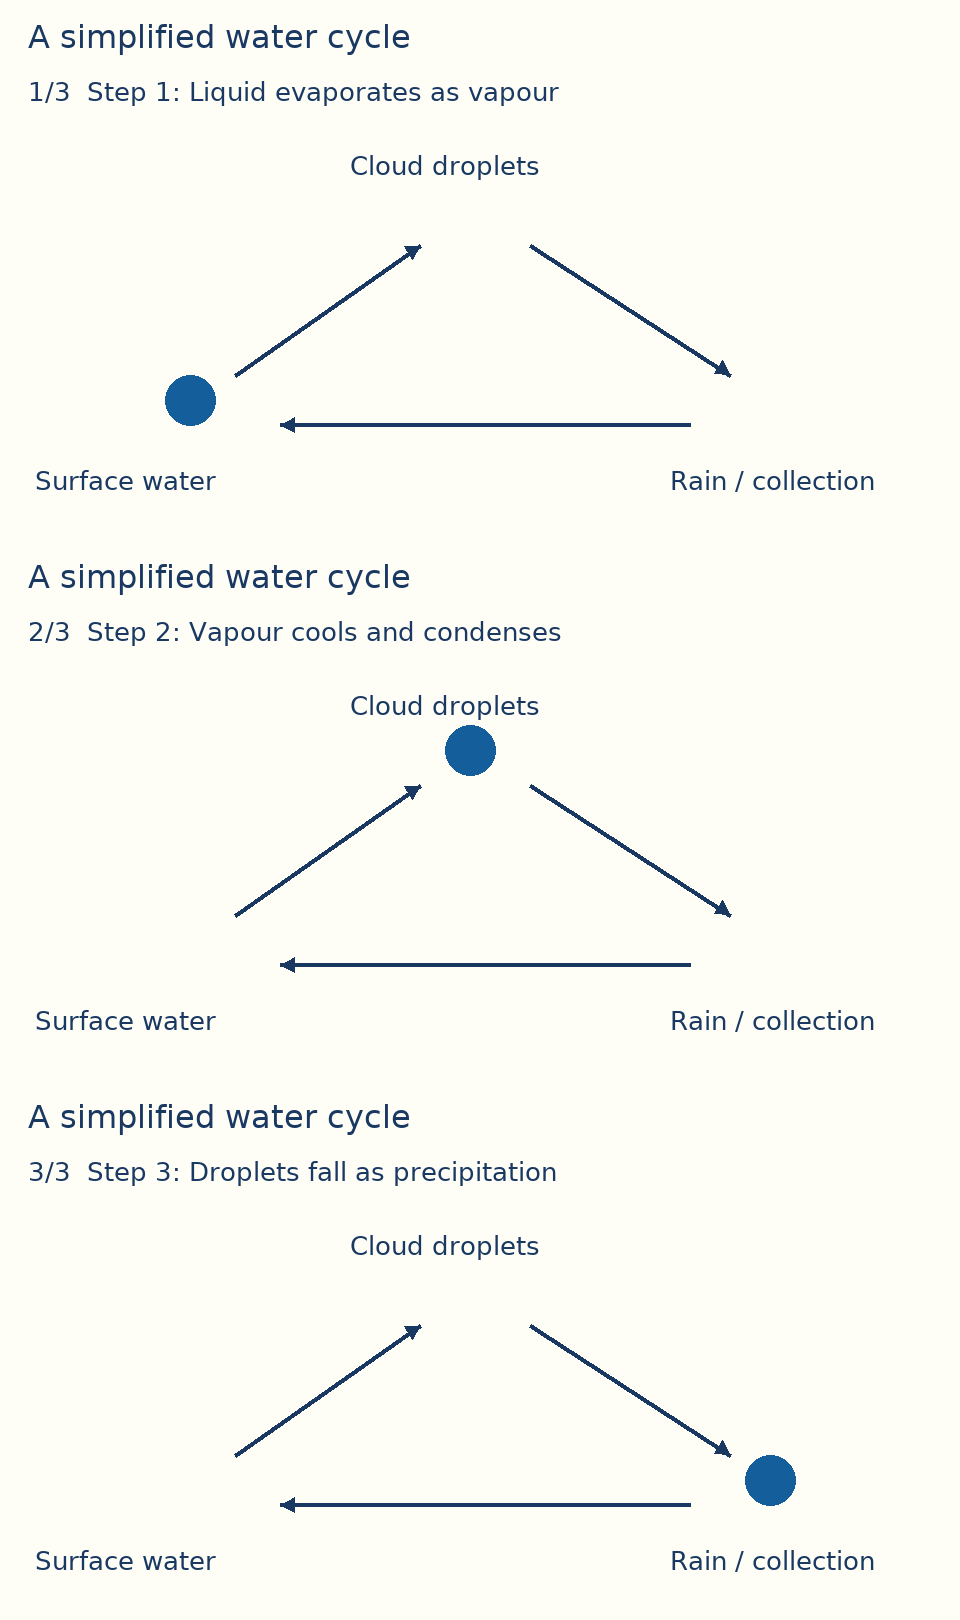 A simplified water cycle
1/3  Step 1: Liquid evaporates as vapour
Cloud droplets
Surface water
Rain / collection
A simplified water cycle
2/3  Step 2: Vapour cools and condenses
Cloud droplets
Surface water
Rain / collection
A simplified water cycle
3/3  Step 3: Droplets fall as precipitation
Cloud droplets
Surface water
Rain / collection